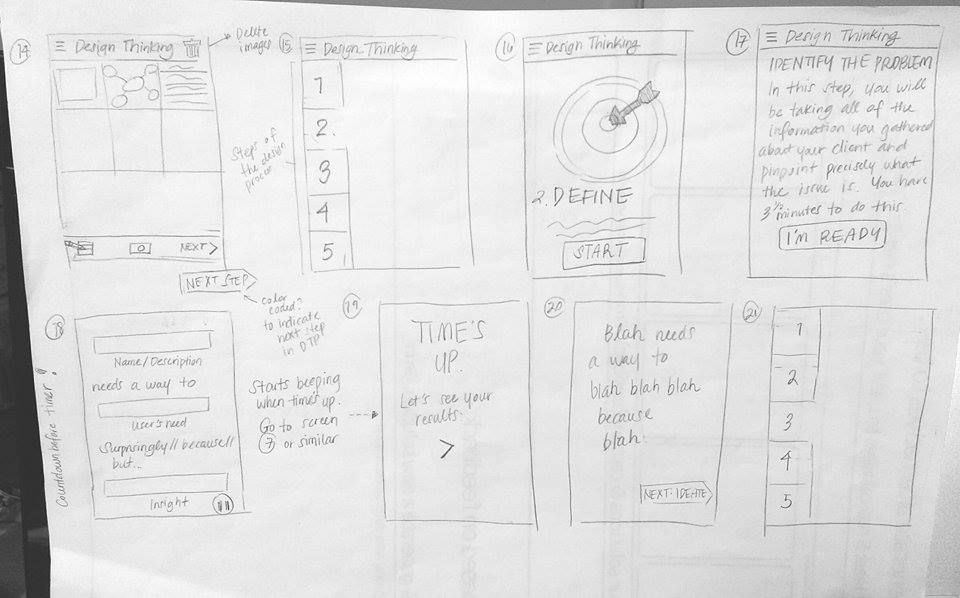 14
☰ Design Thinking
Delete
images
NEXT >
NEXT STEP
color
coded?
to indicate
next step
in DTP
15
☰ Design Thinking
Steps of
the design
process
1
2.
3
4
5
16
☰ Design Thinking
2. DEFINE
START
17
☰ Design Thinking
IDENTIFY THE PROBLEM
In this step, you will
be taking all of the
information you gathered
about your client and
pinpoint precisely what
the issue is. You have
3 1/2 minutes to do this.
I'M READY
18
Countdown before timer?
Name/Description
needs a way to
User's need
Surprisingly // because //
but...
Insight
Starts beeping
when time's up.
Go to screen
7 or similar
19
TIME'S
UP.
Let's see your
results.
>
20
Blah needs
a way to
blah blah blah
because
blah.
NEXT: IDEATE
21
1
2
3
4
5